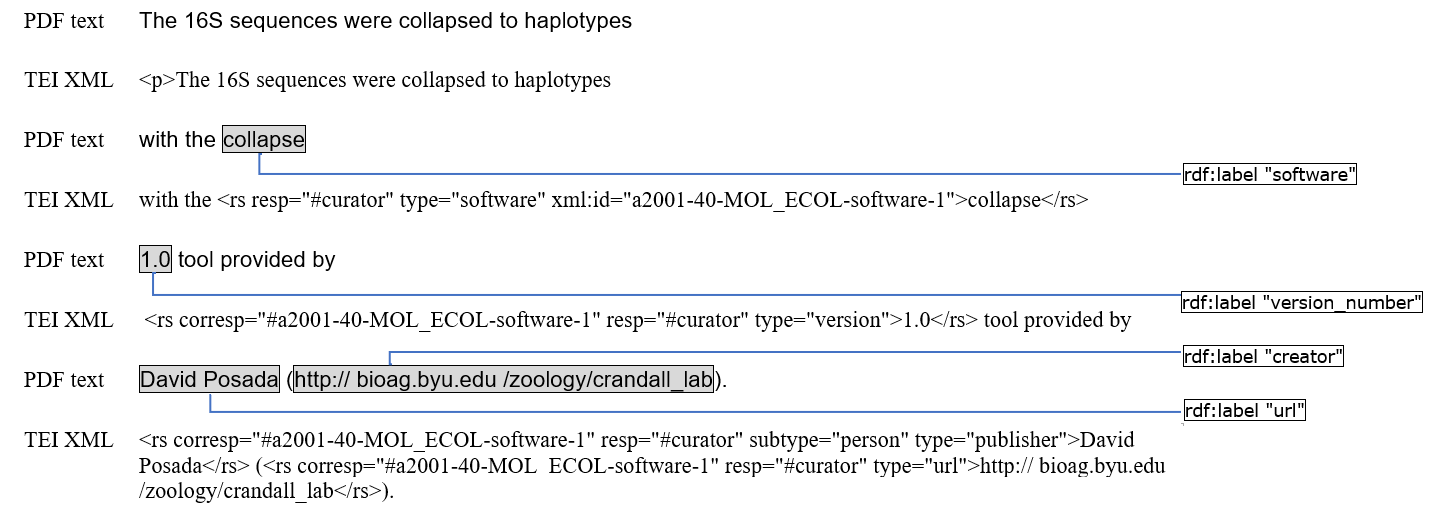 PDF text The 16S sequences were collapsed to haplotypes
TEI XML <p>The 16S sequences were collapsed to haplotypes
PDF text with the collapse
rdf:label "software"
TEI XML with the <rs resp="#curator" type="software" xml:id="a2001-40-MOL_ECOL-software-1">collapse</rs>
PDF text 1.0 tool provided by
rdf:label "version_number"
TEI XML <rs corresp="#a2001-40-MOL_ECOL-software-1" resp="#curator" type="version">1.0</rs> tool provided by
rdf:label "creator"
PDF text David Posada (http:// bioag.byu.edu /zoology/crandall_lab).
rdf:label "url"
TEI XML <rs corresp="#a2001-40-MOL_ECOL-software-1" resp="#curator" subtype="person" type="publisher">David
Posada</rs> (<rs corresp="#a2001-40-MOL ECOL-software-1" resp="#curator" type="url">http:// bioag.byu.edu
/zoology/crandall_lab</rs>).